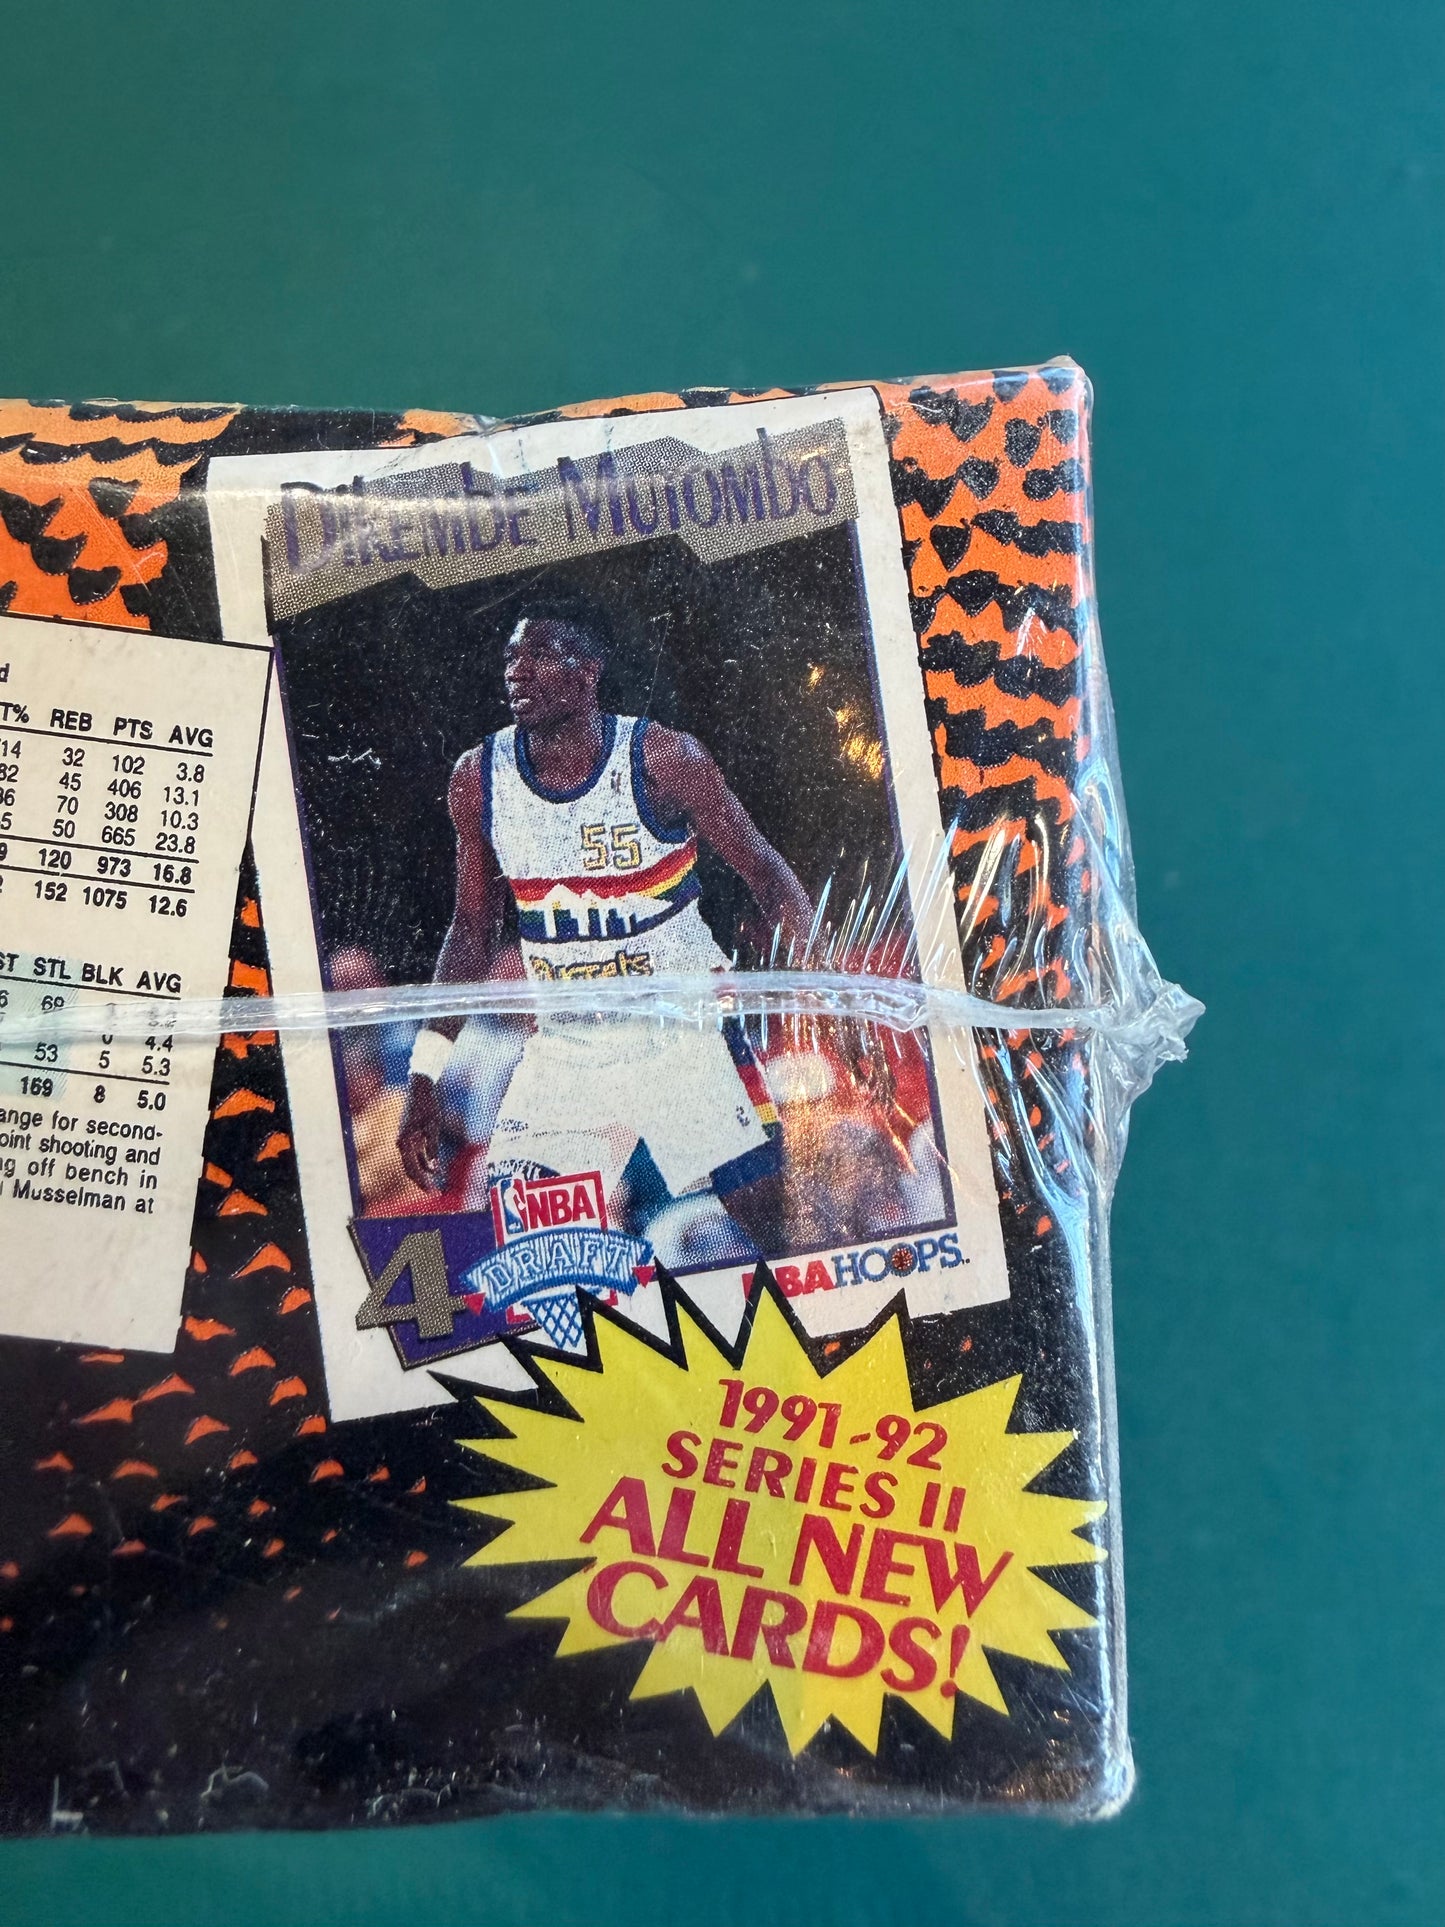 DIKEMBE MUTOMBO
REB PTS AVG
32 102 3.8
45 406 13.1
70 308 10.3
50 665 23.8
120 973 16.8
152 1075 12.6
STL BLK AVG
69
4.4
53 5 5.3
169 8 5.0
for second-
shooting and
off bench in
Musselman at
55
Nuggets
NBA
DRAFT
4
NBA HOOPS
1991-92
SERIES II
ALL NEW
CARDS!